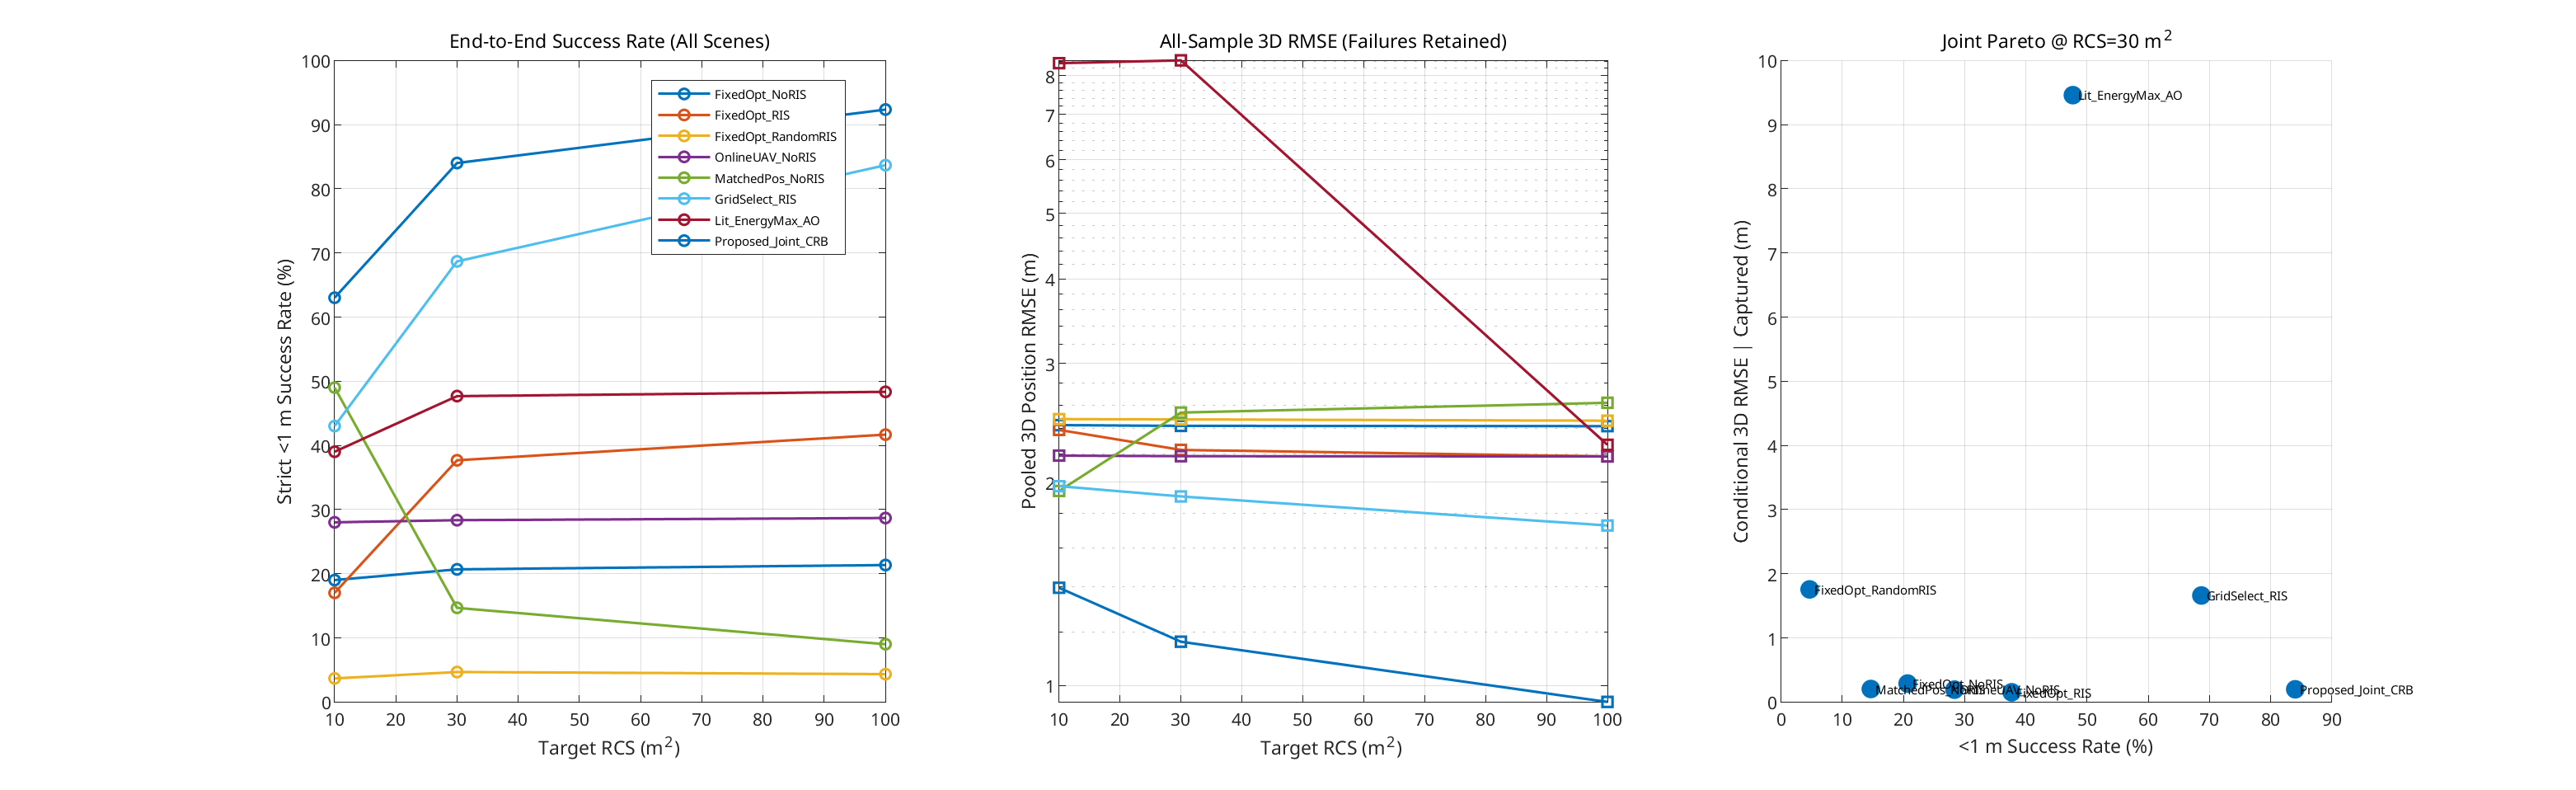 End-to-End Success Rate (All Scenes)
Strict <1 m Success Rate (%)
100
90
80
70
60
50
40
30
20
10
0
10 20 30 40 50 60 70 80 90 100
Target RCS (m²)
FixedOpt_NoRIS
FixedOpt_RIS
FixedOpt_RandomRIS
OnlineUAV_NoRIS
MatchedPos_NoRIS
GridSelect_RIS
Lit_EnergyMax_AO
Proposed_Joint_CRB
All-Sample 3D RMSE (Failures Retained)
Pooled 3D Position RMSE (m)
8
7
6
5
4
3
2
1
10 20 30 40 50 60 70 80 90 100
Target RCS (m²)
Joint Pareto @ RCS=30 m²
Conditional 3D RMSE | Captured (m)
10
9
8
7
6
5
4
3
2
1
0
Lit_EnergyMax_AO
FixedOpt_RandomRIS
GridSelect_RIS
FixedOpt_NoRIS
MatchedPos_NoRIS
OnlineUAV_NoRIS
FixedOpt_RIS
Proposed_Joint_CRB
0 10 20 30 40 50 60 70 80 90
<1 m Success Rate (%)